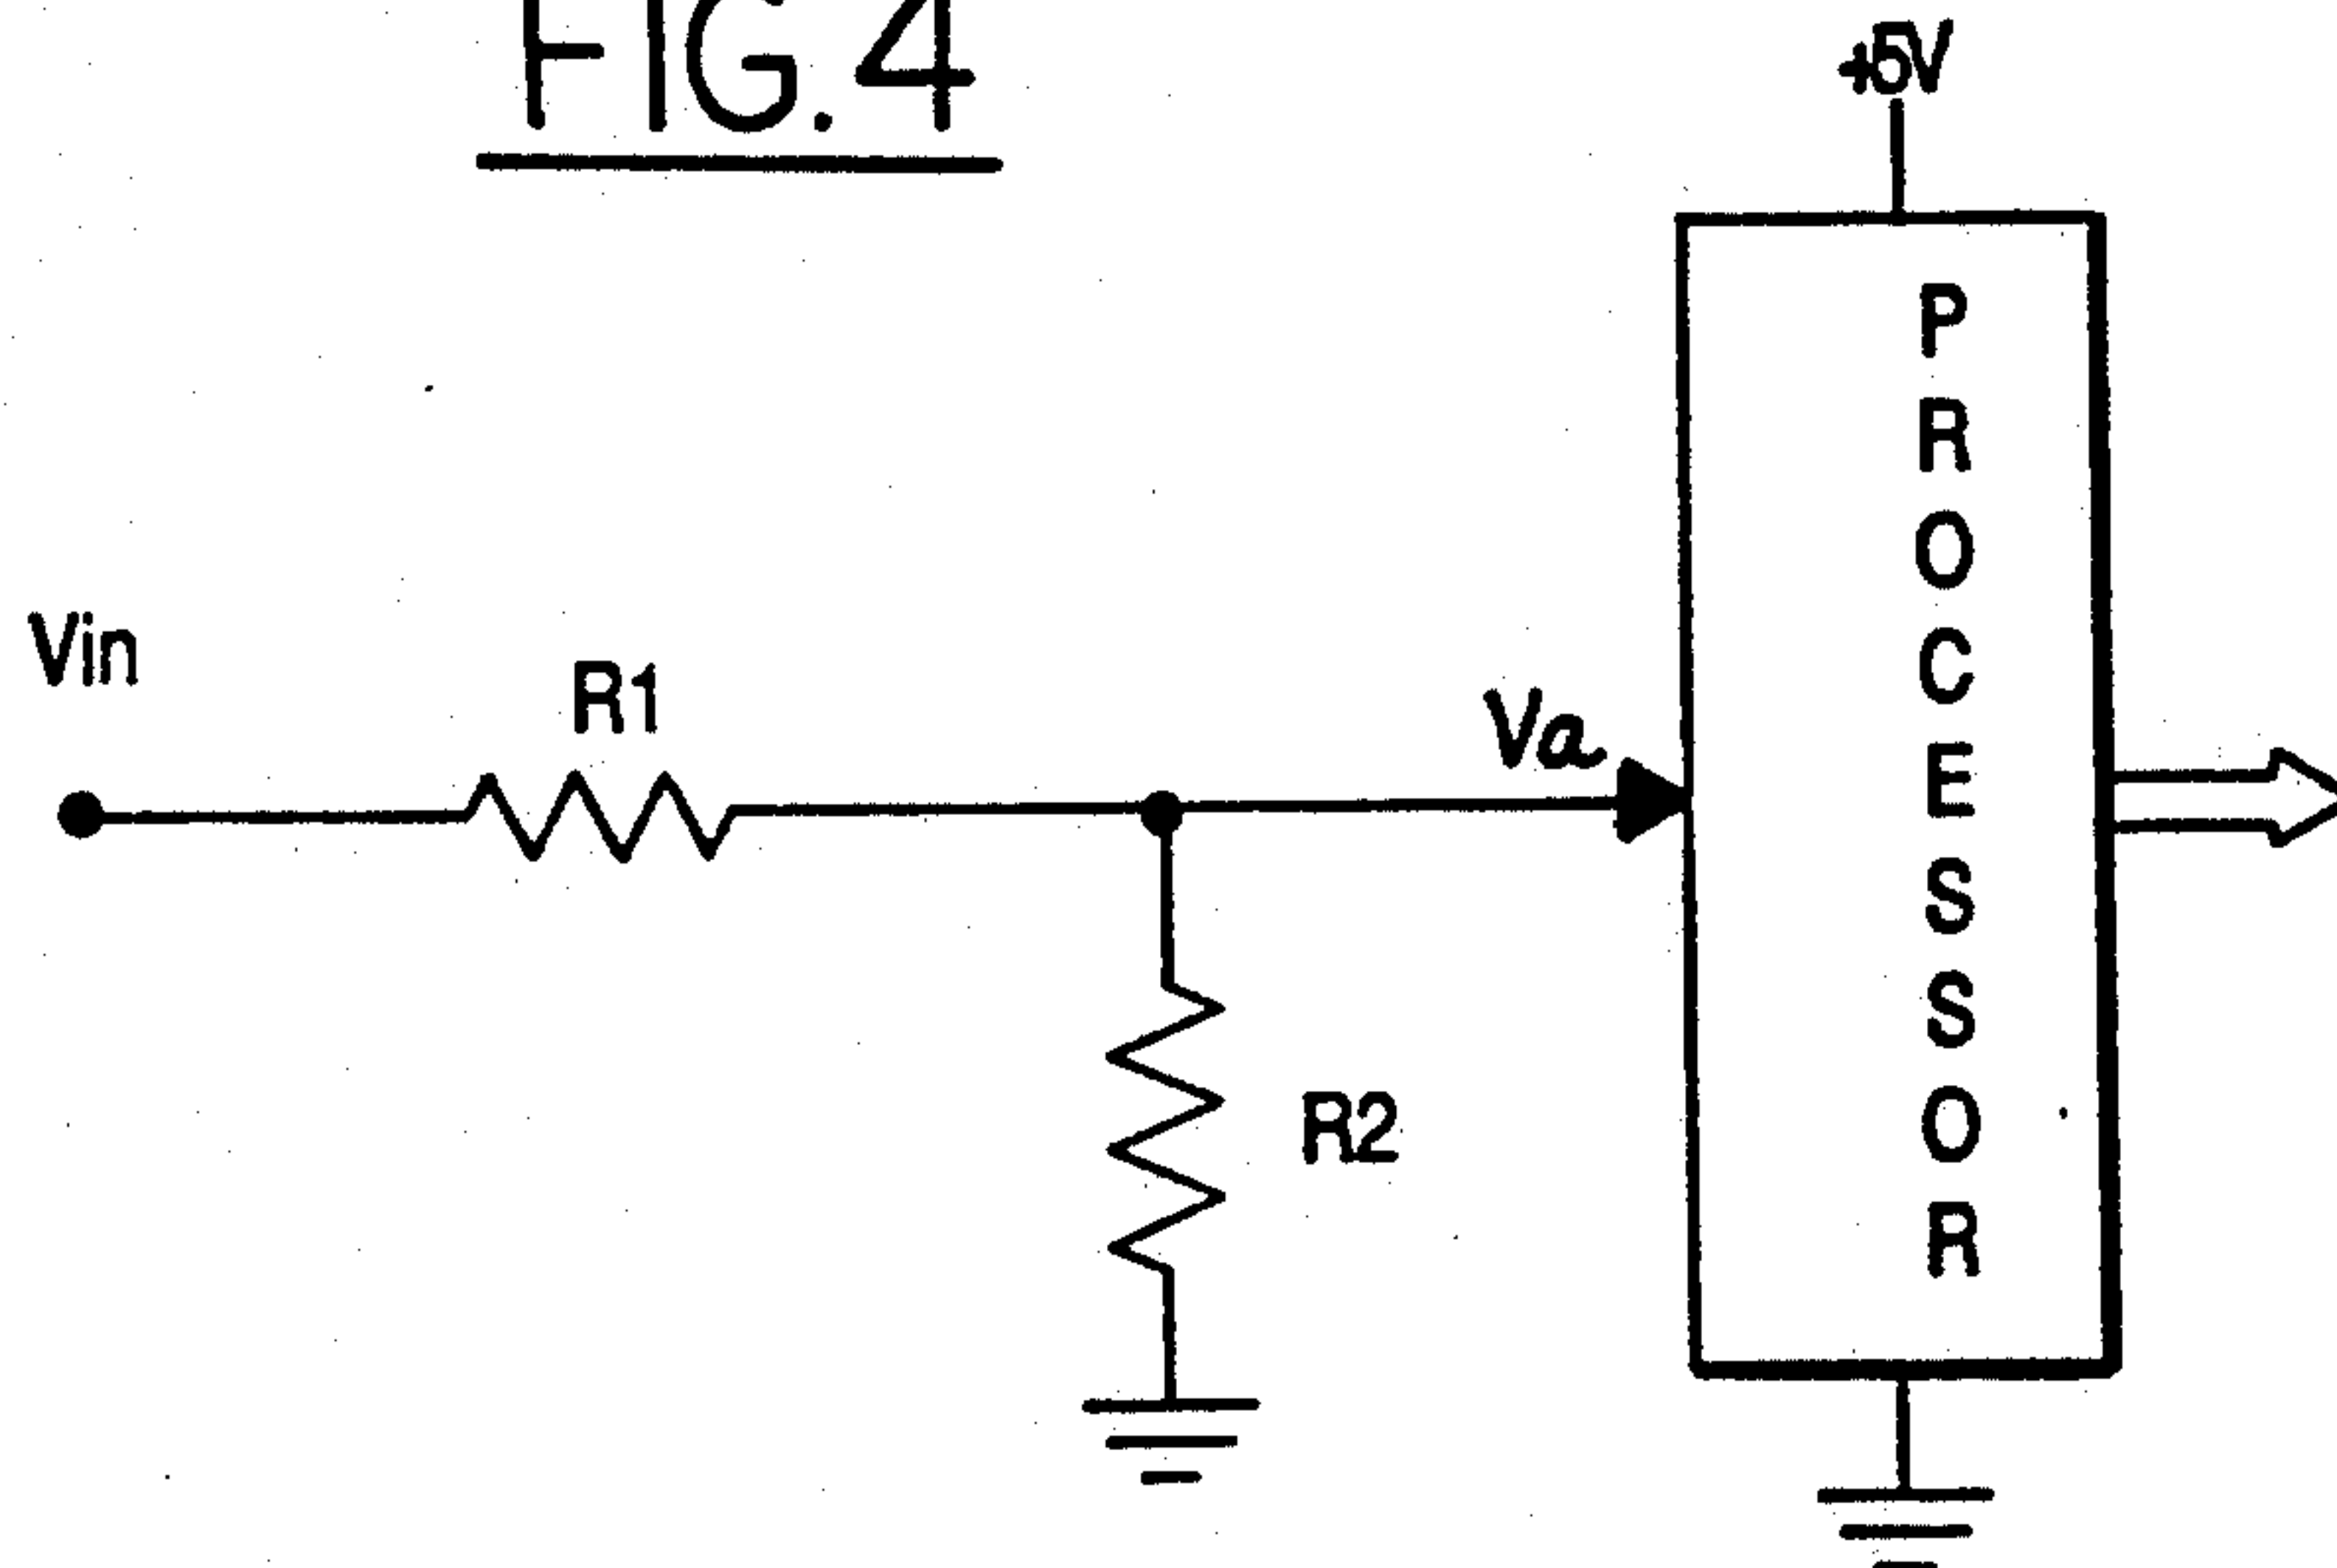 FIG. 4
+5V
Vin
R1
Va
R2
PROCESSOR